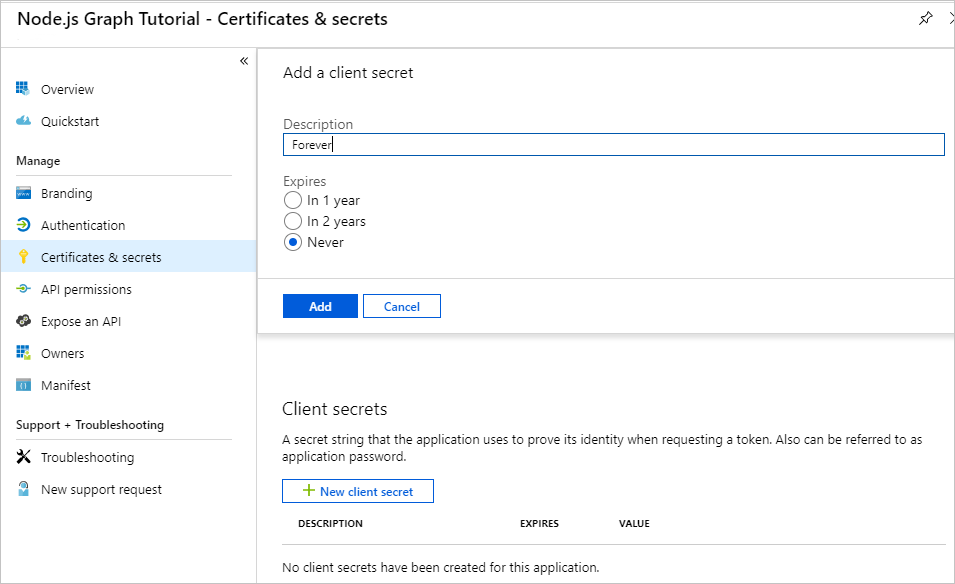 Node.js Graph Tutorial - Certificates & secrets
«
Overview
Quickstart
Manage
Branding
Authentication
Certificates & secrets
API permissions
Expose an API
Owners
Manifest
Support + Troubleshooting
Troubleshooting
New support request
Add a client secret
Description
Forever
Expires
In 1 year
In 2 years
Never
Add
Cancel
Client secrets
A secret string that the application uses to prove its identity when requesting a token. Also can be referred to as
application password.
New client secret
DESCRIPTION EXPIRES VALUE
No client secrets have been created for this application.